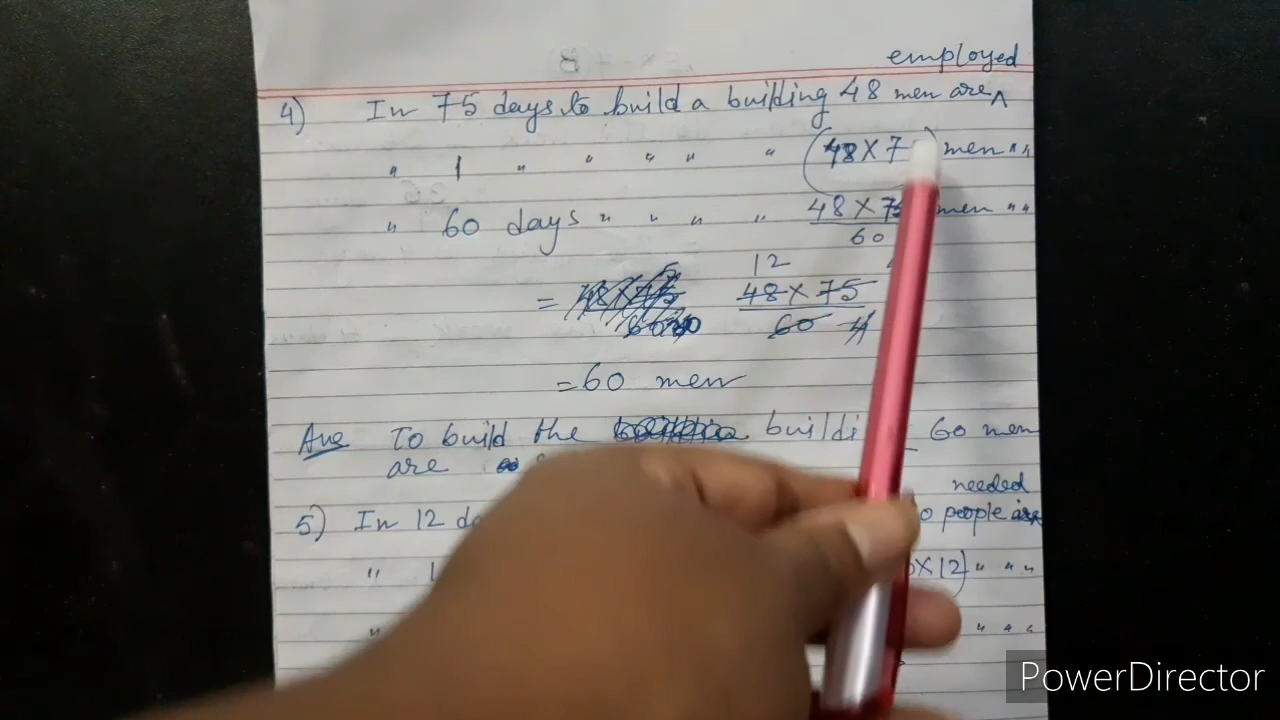 employed
4) In 75 days to build a building 48 men are ^
" 1 " " " " " (48 X 7 ) men " "
" 60 days " " " " 48 X 75 men " "
60
12
= 48 X 75
60
= 60 men
Ans To build the buildi 60 men
are
needed
5) In 12 da 0 people are
" 1 X 12) " " "
" " " "
PowerDirector